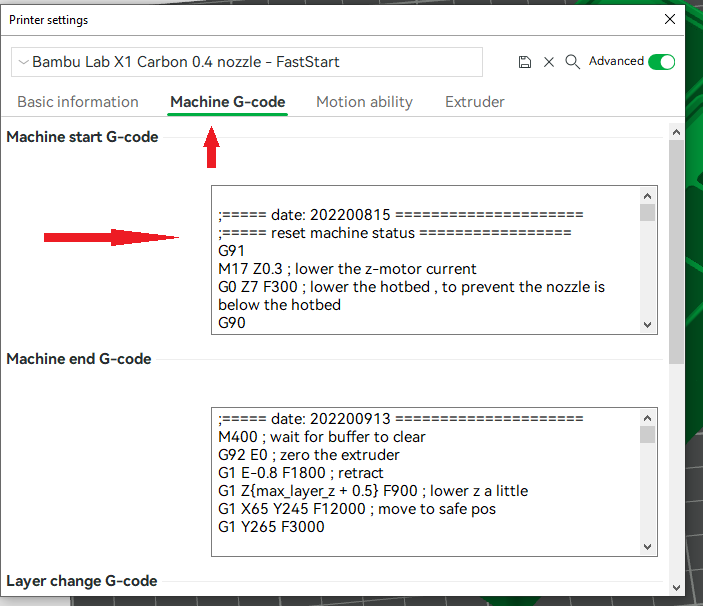 Printer settings
Bambu Lab X1 Carbon 0.4 nozzle - FastStart
Advanced
Basic information
Machine G-code
Motion ability
Extruder
Machine start G-code
;===== date: 202200815 =====================
;===== reset machine status =================
G91
M17 Z0.3 ; lower the z-motor current
G0 Z7 F300 ; lower the hotbed , to prevent the nozzle is
below the hotbed
G90
Machine end G-code
;===== date: 202200913 =====================
M400 ; wait for buffer to clear
G92 E0 ; zero the extruder
G1 E-0.8 F1800 ; retract
G1 Z{max_layer_z + 0.5} F900 ; lower z a little
G1 X65 Y245 F12000 ; move to safe pos
G1 Y265 F3000
Layer change G-code